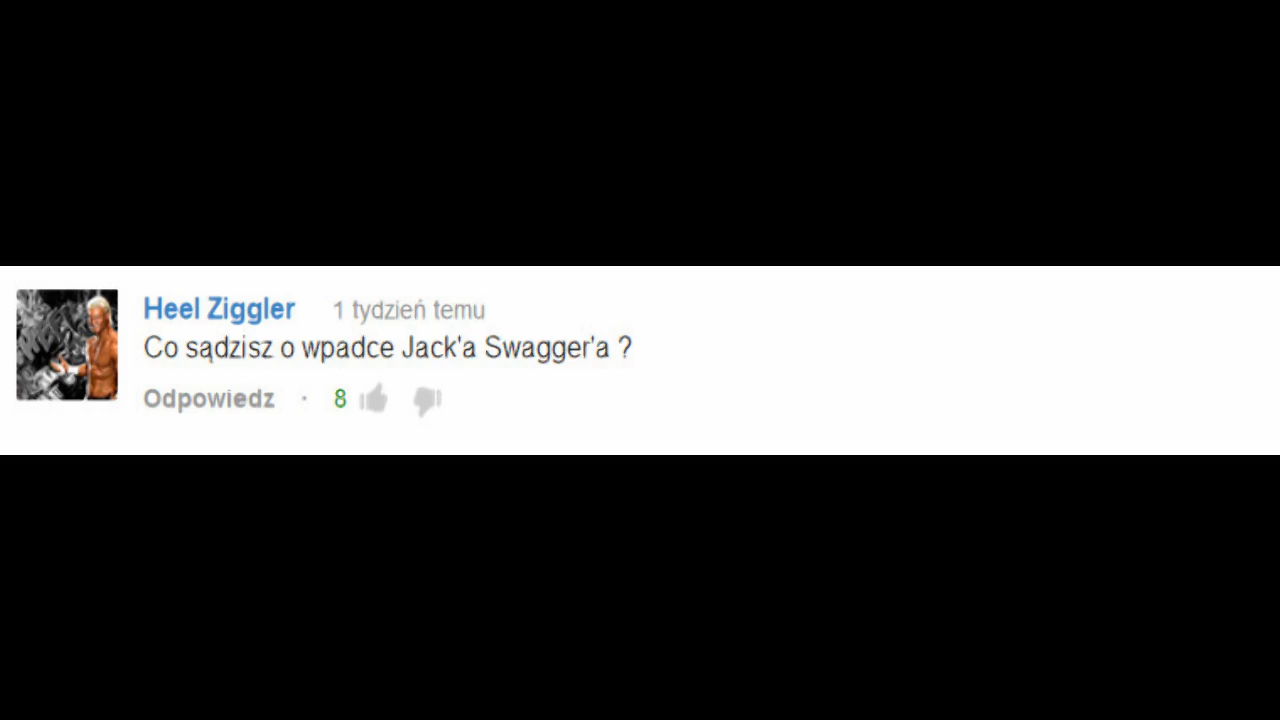 Heel Ziggler 1 tydzień temu
Co sądzisz o wpadce Jack'a Swagger'a ?
Odpowiedz · 8